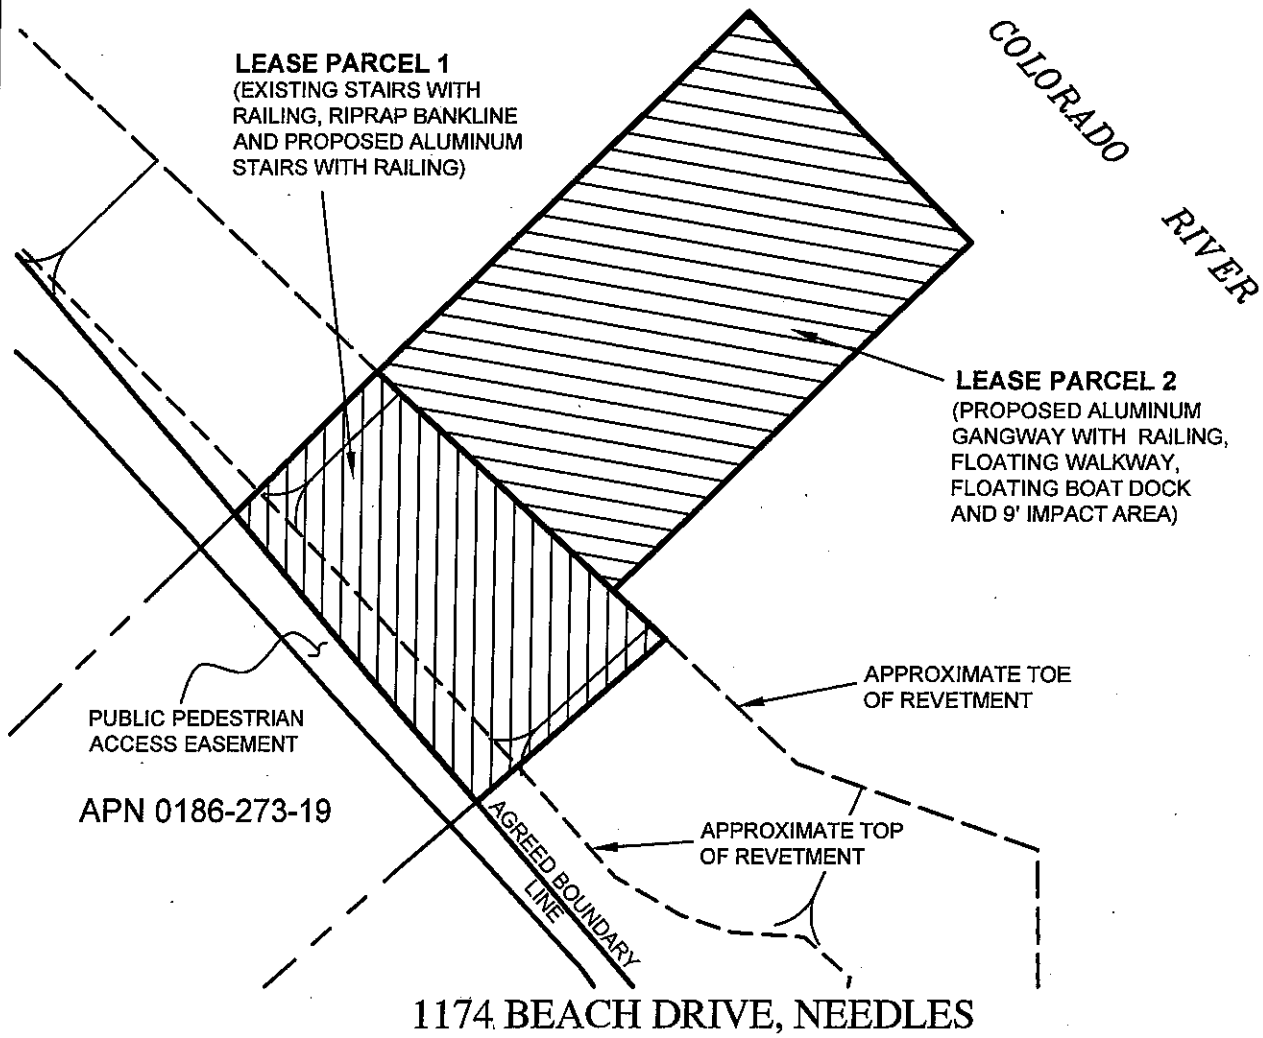 LEASE PARCEL 1
(EXISTING STAIRS WITH
RAILING, RIPRAP BANKLINE
AND PROPOSED ALUMINUM
STAIRS WITH RAILING)
COLORADO
RIVER
LEASE PARCEL 2
(PROPOSED ALUMINUM
GANGWAY WITH RAILING,
FLOATING WALKWAY,
FLOATING BOAT DOCK
AND 9' IMPACT AREA)
APPROXIMATE TOE
OF REVETMENT
PUBLIC PEDESTRIAN
ACCESS EASEMENT
APN 0186-273-19
APPROXIMATE TOP
OF REVETMENT
AGREED BOUNDARY
LINE
1174 BEACH DRIVE, NEEDLES